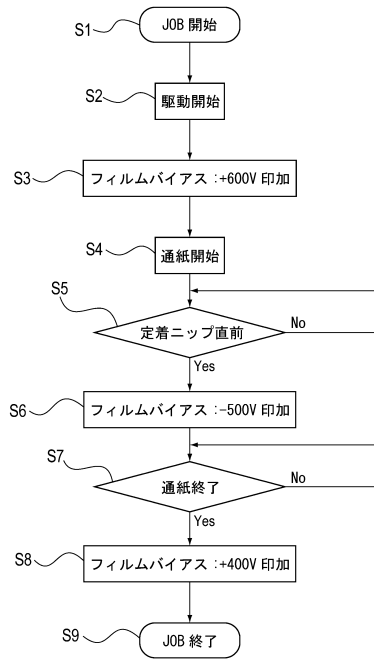 S1 JOB 開始
S2 駆動開始
S3 フィルムバイアス:+600V 印加
S4 通紙開始
S5 定着ニップ直前 No
Yes
S6 フィルムバイアス:-500V 印加
S7 通紙終了 No
Yes
S8 フィルムバイアス:+400V 印加
S9 JOB 終了